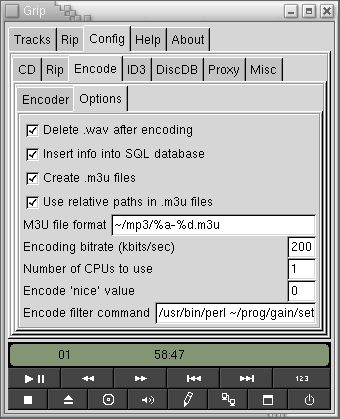 Grip
Tracks Rip Config Help About
CD Rip Encode ID3 DiscDB Proxy Misc
Encoder Options
Delete .wav after encoding
Insert info into SQL database
Create .m3u files
Use relative paths in .m3u files
M3U file format ~/mp3/%a-%d.m3u
Encoding bitrate (kbits/sec) 200
Number of CPUs to use 1
Encode 'nice' value 0
Encode filter command /usr/bin/perl ~/prog/gain/set
01 58:47
123